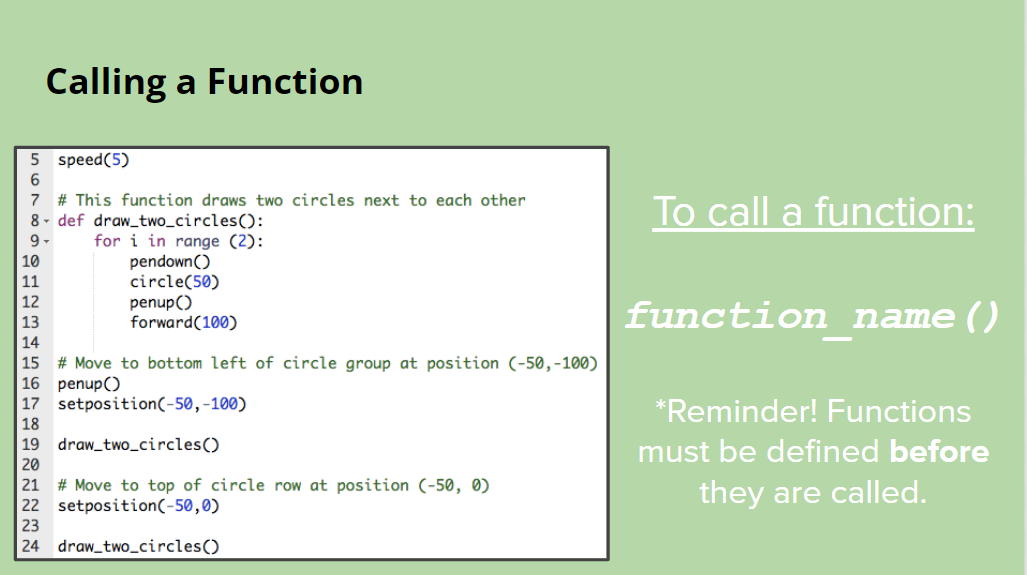 Calling a Function
5 speed(5)
6
7 # This function draws two circles next to each other
8 def draw_two_circles():
9     for i in range (2):
10         pendown()
11         circle(50)
12         penup()
13         forward(100)
14
15 # Move to bottom left of circle group at position (-50,-100)
16 penup()
17 setposition(-50,-100)
18
19 draw_two_circles()
20
21 # Move to top of circle row at position (-50, 0)
22 setposition(-50,0)
23
24 draw_two_circles()
To call a function:
function_name()
*Reminder! Functions
must be defined before
they are called.